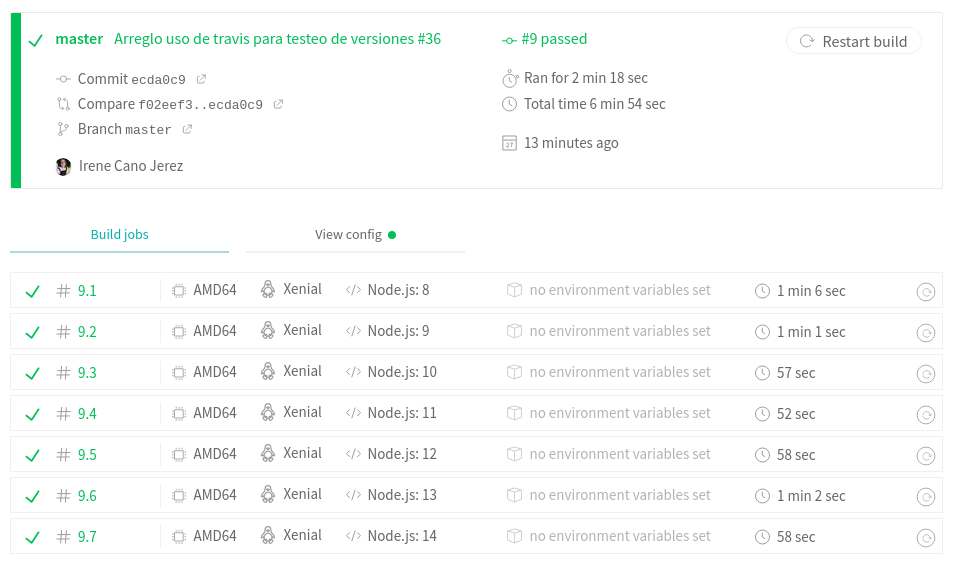 master Arreglo uso de travis para testeo de versiones #36
#9 passed
Restart build
Commit ecda0c9
Compare f02eef3..ecda0c9
Branch master
Irene Cano Jerez
Ran for 2 min 18 sec
Total time 6 min 54 sec
27
13 minutes ago
Build jobs
View config
# 9.1 AMD64 Xenial </> Node.js: 8 no environment variables set 1 min 6 sec
# 9.2 AMD64 Xenial </> Node.js: 9 no environment variables set 1 min 1 sec
# 9.3 AMD64 Xenial </> Node.js: 10 no environment variables set 57 sec
# 9.4 AMD64 Xenial </> Node.js: 11 no environment variables set 52 sec
# 9.5 AMD64 Xenial </> Node.js: 12 no environment variables set 58 sec
# 9.6 AMD64 Xenial </> Node.js: 13 no environment variables set 1 min 2 sec
# 9.7 AMD64 Xenial </> Node.js: 14 no environment variables set 58 sec